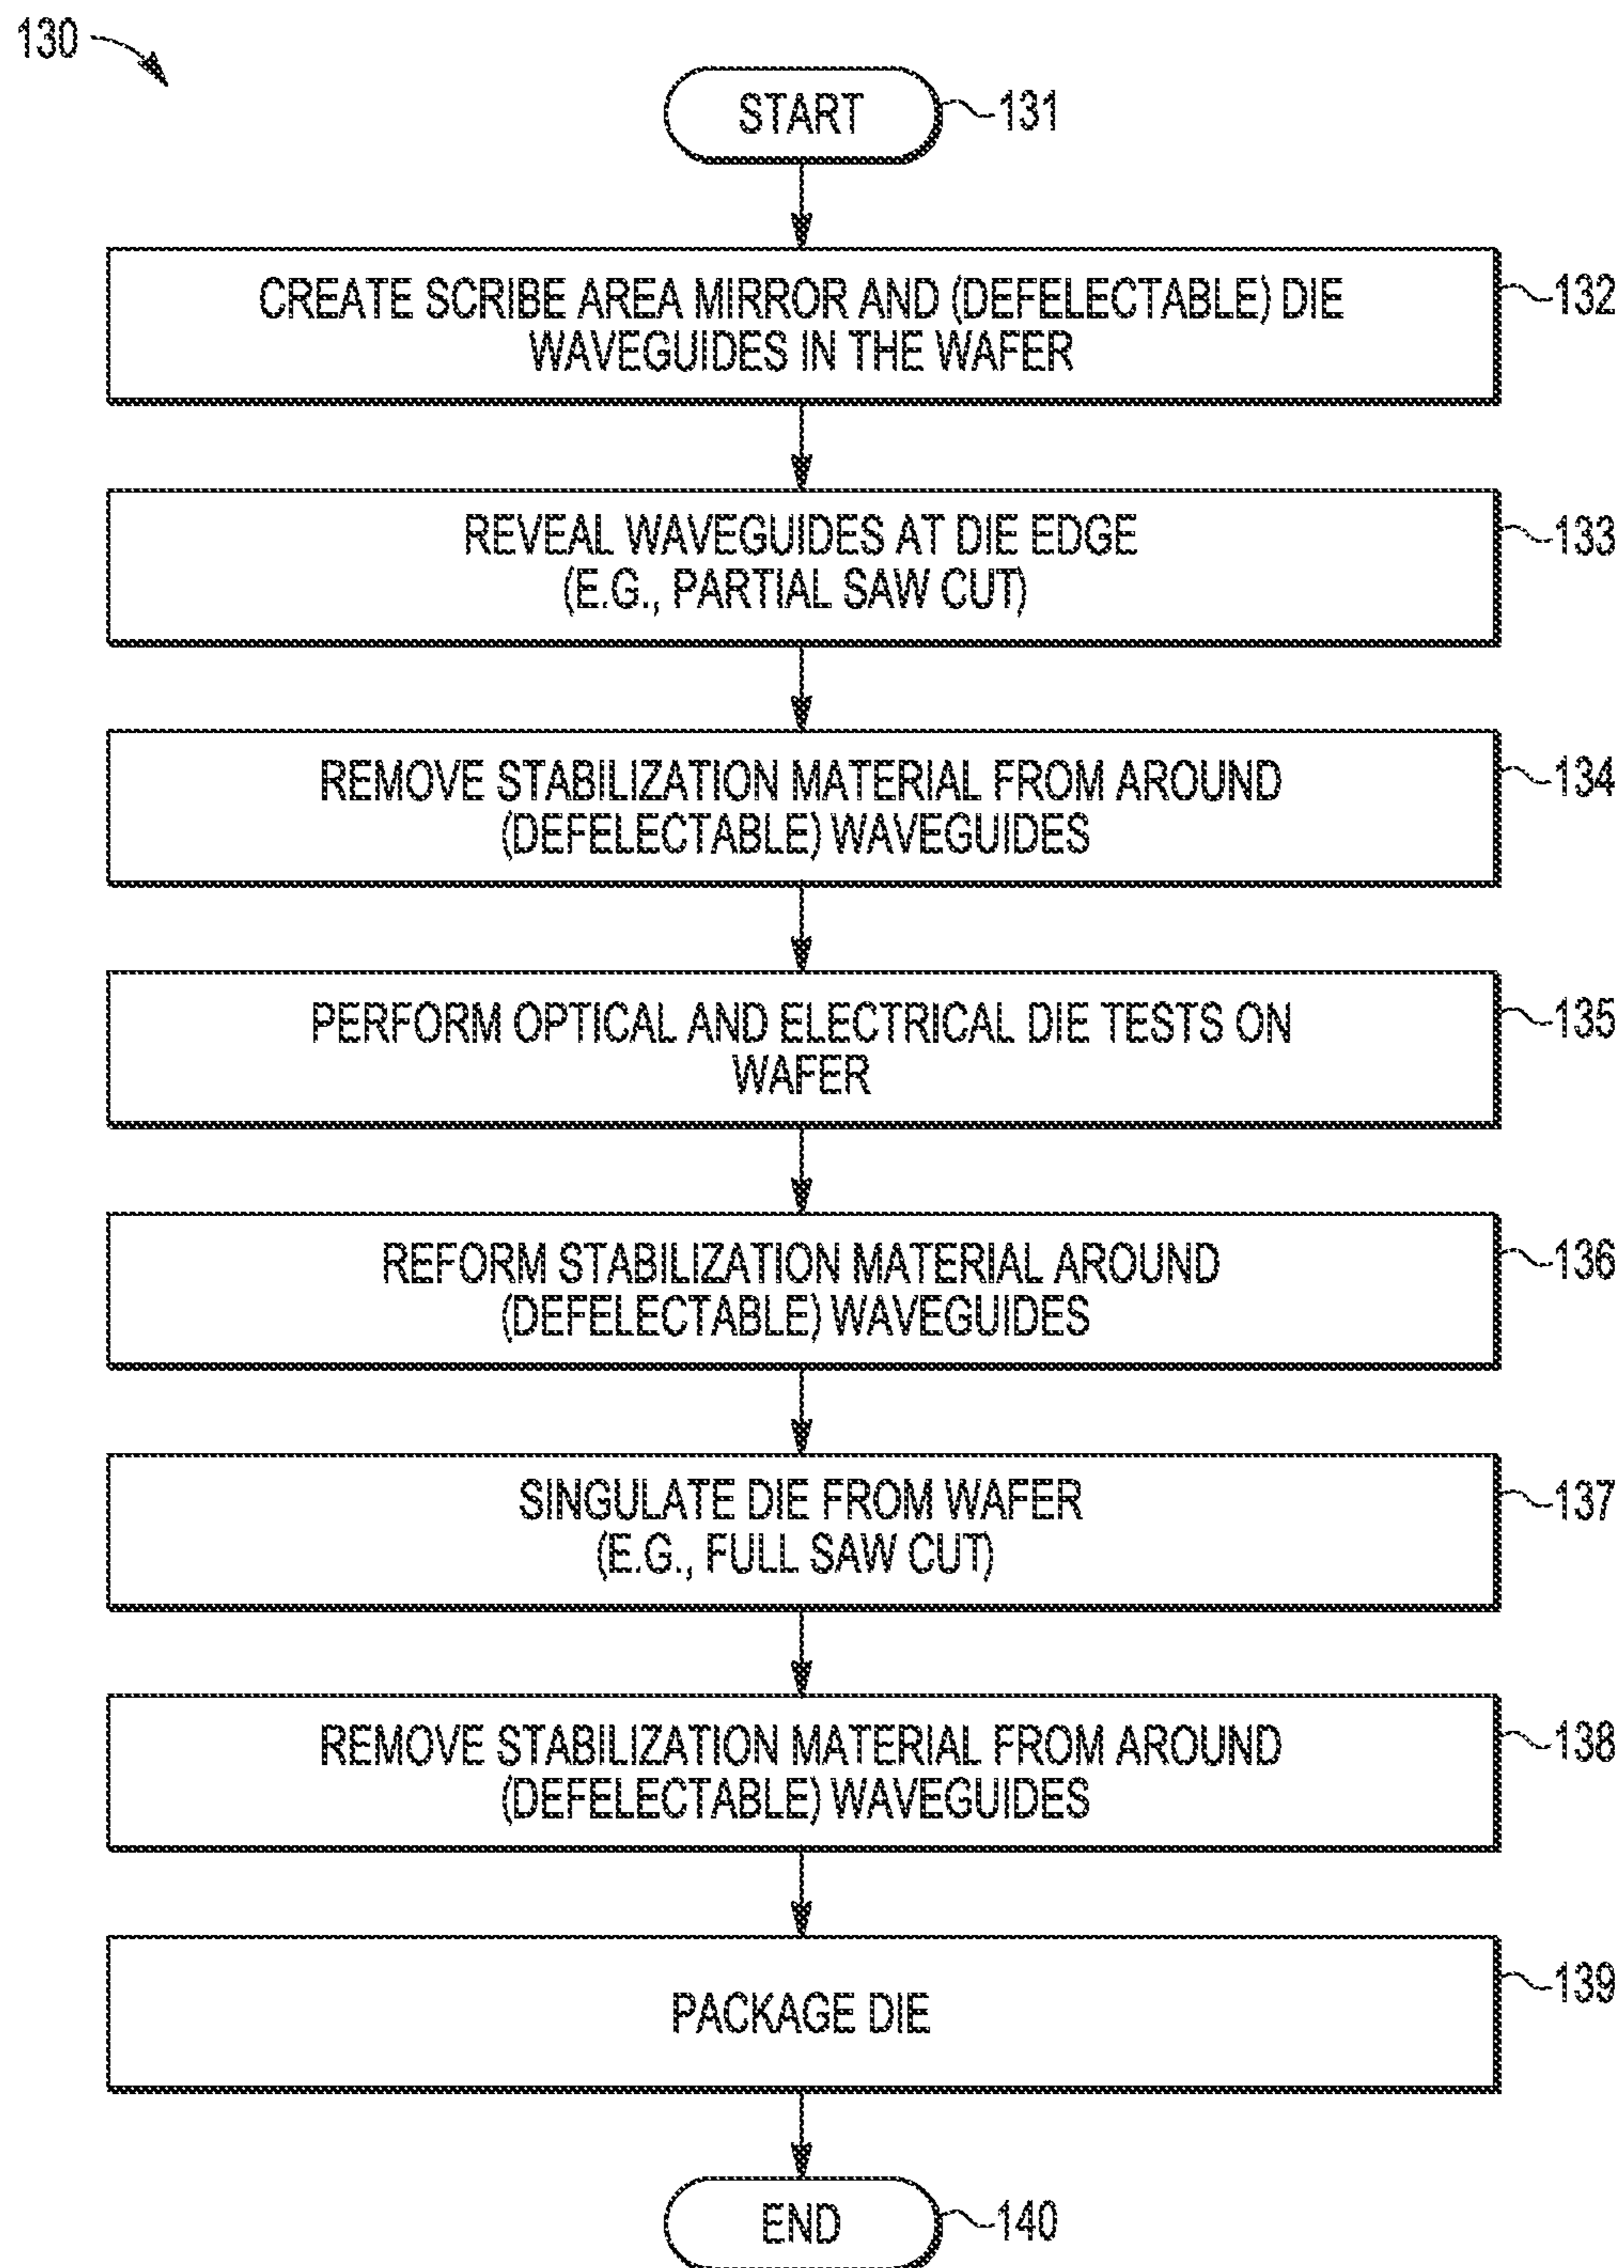 130
START
131
CREATE SCRIBE AREA MIRROR AND (DEFELECTABLE) DIE
WAVEGUIDES IN THE WAFER
132
REVEAL WAVEGUIDES AT DIE EDGE
(E.G., PARTIAL SAW CUT)
133
REMOVE STABILIZATION MATERIAL FROM AROUND
(DEFELECTABLE) WAVEGUIDES
134
PERFORM OPTICAL AND ELECTRICAL DIE TESTS ON
WAFER
135
REFORM STABILIZATION MATERIAL AROUND
(DEFELECTABLE) WAVEGUIDES
136
SINGULATE DIE FROM WAFER
(E.G., FULL SAW CUT)
137
REMOVE STABILIZATION MATERIAL FROM AROUND
(DEFELECTABLE) WAVEGUIDES
138
PACKAGE DIE
139
END
140